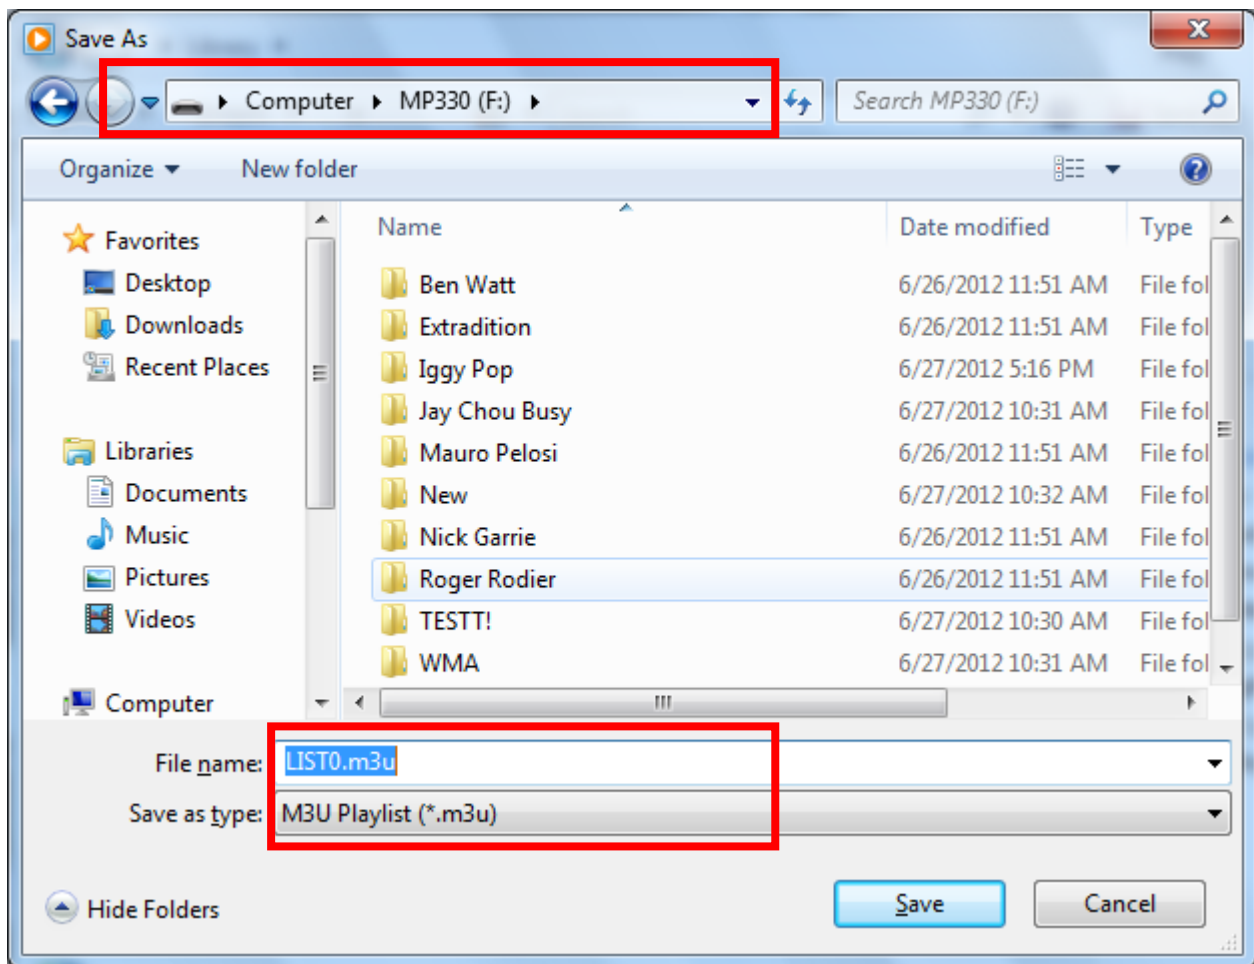 Save As
Computer MP330 (F:)
Search MP330 (F:)
Organize New folder
Favorites
Desktop
Downloads
Recent Places
Libraries
Documents
Music
Pictures
Videos
Computer
Name Date modified Type
Ben Watt 6/26/2012 11:51 AM File fol
Extradition 6/26/2012 11:51 AM File fol
Iggy Pop 6/27/2012 5:16 PM File fol
Jay Chou Busy 6/27/2012 10:31 AM File fol
Mauro Pelosi 6/26/2012 11:51 AM File fol
New 6/27/2012 10:32 AM File fol
Nick Garrie 6/26/2012 11:51 AM File fol
Roger Rodier 6/26/2012 11:51 AM File fol
TESTT! 6/27/2012 10:30 AM File fol
WMA 6/27/2012 10:31 AM File fol
File name: LIST0.m3u
Save as type: M3U Playlist (*.m3u)
Hide Folders
Save Cancel